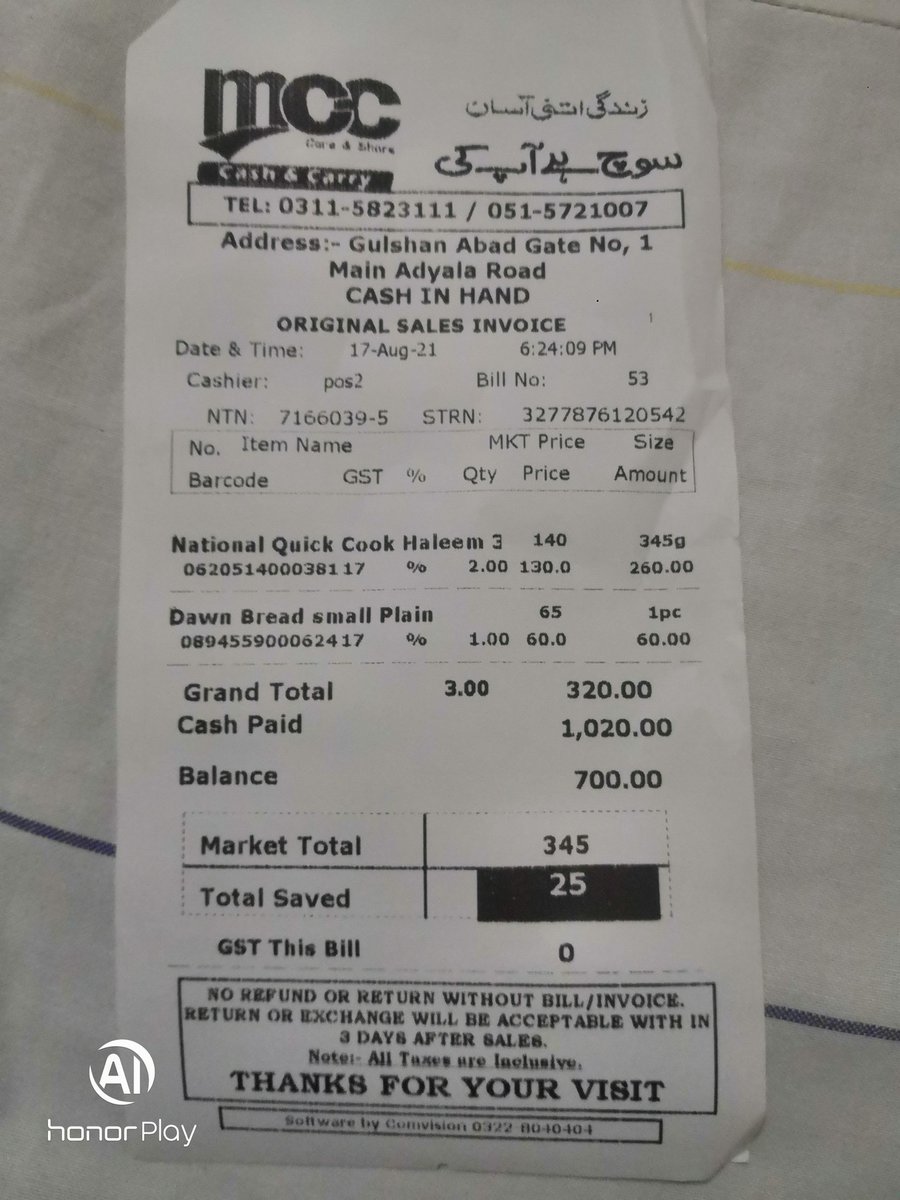 mcc
Care & Share
Cash & Carry
زندگی اتنی آسان
سوچ ہے آپ کی
TEL: 0311-5823111 / 051-5721007
Address:- Gulshan Abad Gate No, 1
Main Adyala Road
CASH IN HAND
ORIGINAL SALES INVOICE 1
Date & Time: 17-Aug-21 6:24:09 PM
Cashier: pos2 Bill No: 53
NTN: 7166039-5 STRN: 3277876120542
No. Item Name MKT Price Size
Barcode GST % Qty Price Amount
National Quick Cook Haleem 3 140 345g
06205140003811 7 % 2.00 130.0 260.00
Dawn Bread small Plain 65 1pc
08945590006241 7 % 1.00 60.0 60.00
Grand Total 3.00 320.00
Cash Paid 1,020.00
Balance 700.00
Market Total 345
Total Saved 25
GST This Bill 0
NO REFUND OR RETURN WITHOUT BILL/INVOICE.
RETURN OR EXCHANGE WILL BE ACCEPTABLE WITH IN
3 DAYS AFTER SALES.
Note:- All Taxes are Inclusive.
THANKS FOR YOUR VISIT
Software by Comvision 0322 8040404
AI
honor Play